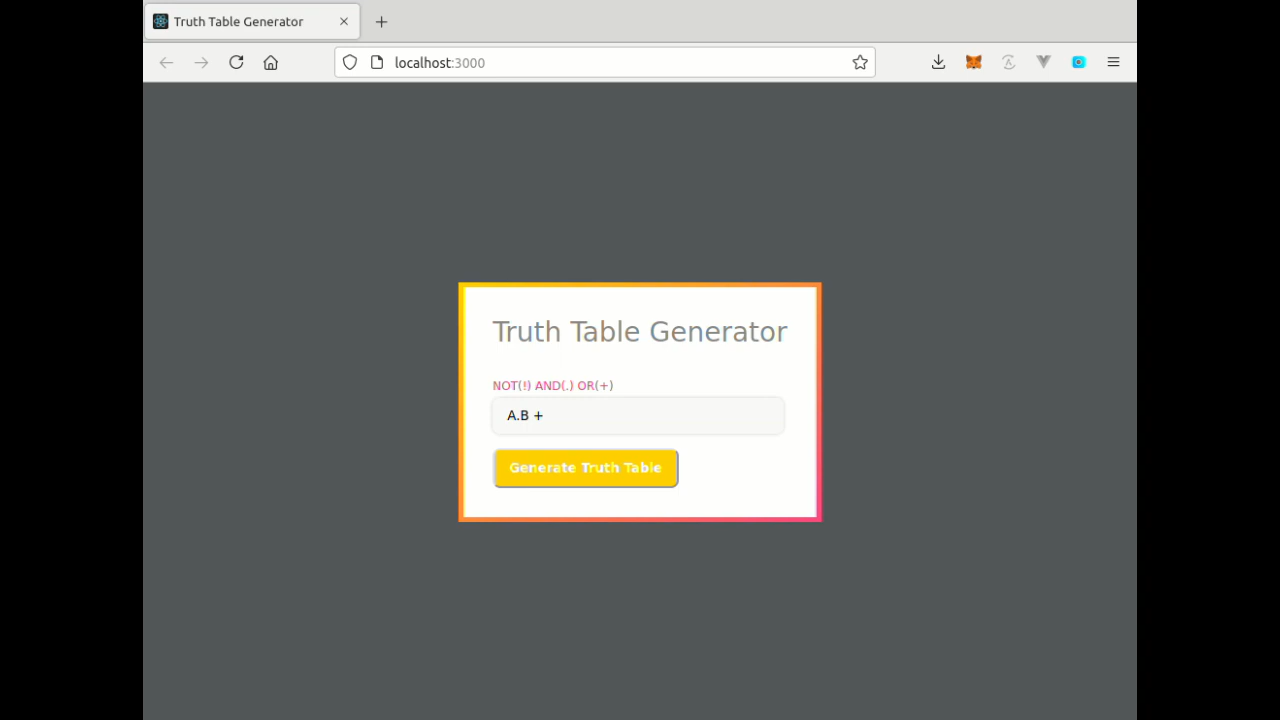 Truth Table Generator
localhost:3000
Truth Table Generator
NOT(!) AND(.) OR(+)
A.B +
Generate Truth Table